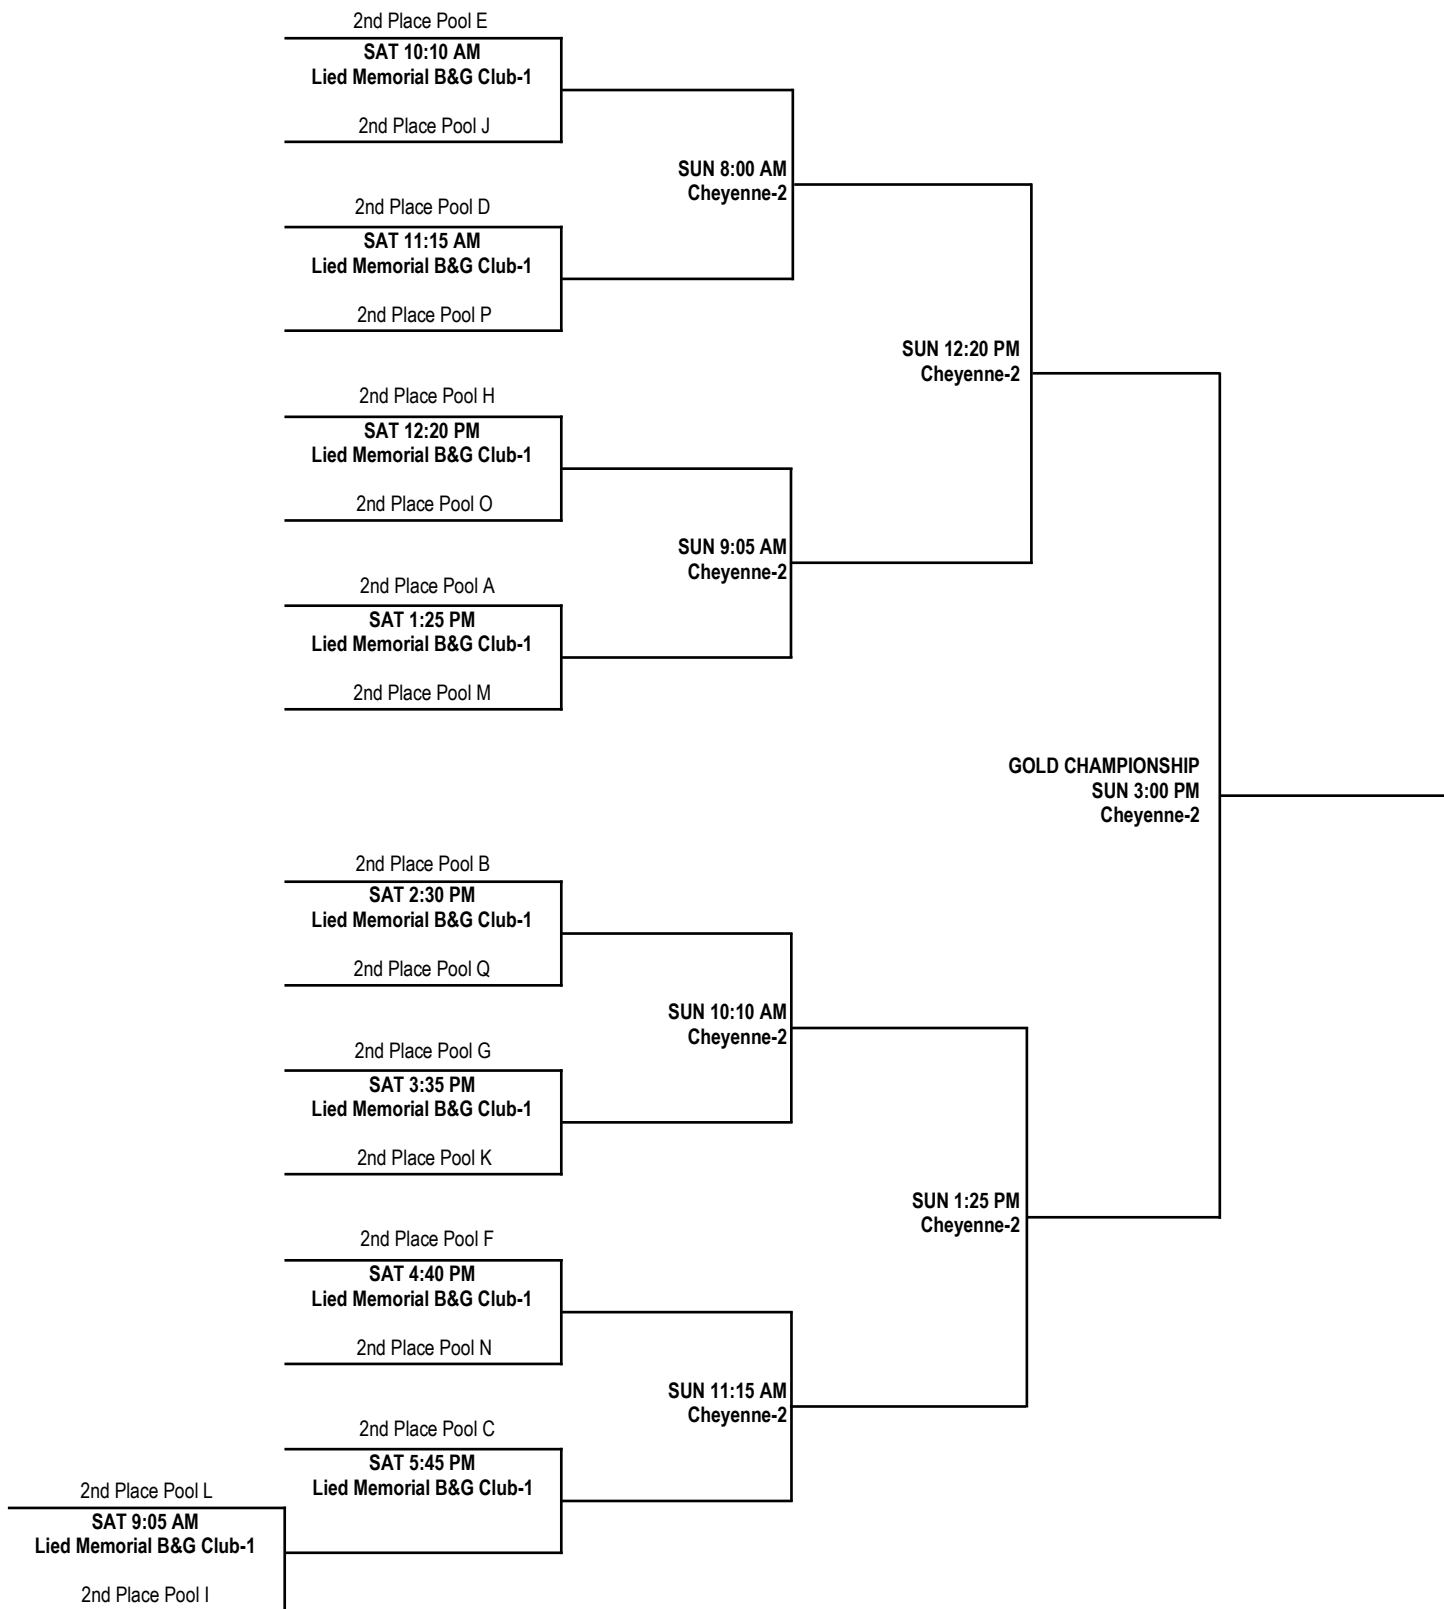 2nd Place Pool E
SAT 10:10 AM
Lied Memorial B&G Club-1
2nd Place Pool J
SUN 8:00 AM
Cheyenne-2
2nd Place Pool D
SAT 11:15 AM
Lied Memorial B&G Club-1
2nd Place Pool P
SUN 12:20 PM
Cheyenne-2
2nd Place Pool H
SAT 12:20 PM
Lied Memorial B&G Club-1
2nd Place Pool O
SUN 9:05 AM
Cheyenne-2
2nd Place Pool A
SAT 1:25 PM
Lied Memorial B&G Club-1
2nd Place Pool M
GOLD CHAMPIONSHIP
SUN 3:00 PM
Cheyenne-2
2nd Place Pool B
SAT 2:30 PM
Lied Memorial B&G Club-1
2nd Place Pool Q
SUN 10:10 AM
Cheyenne-2
2nd Place Pool G
SAT 3:35 PM
Lied Memorial B&G Club-1
2nd Place Pool K
SUN 1:25 PM
Cheyenne-2
2nd Place Pool F
SAT 4:40 PM
Lied Memorial B&G Club-1
2nd Place Pool N
SUN 11:15 AM
Cheyenne-2
2nd Place Pool C
SAT 5:45 PM
Lied Memorial B&G Club-1
2nd Place Pool L
SAT 9:05 AM
Lied Memorial B&G Club-1
2nd Place Pool I